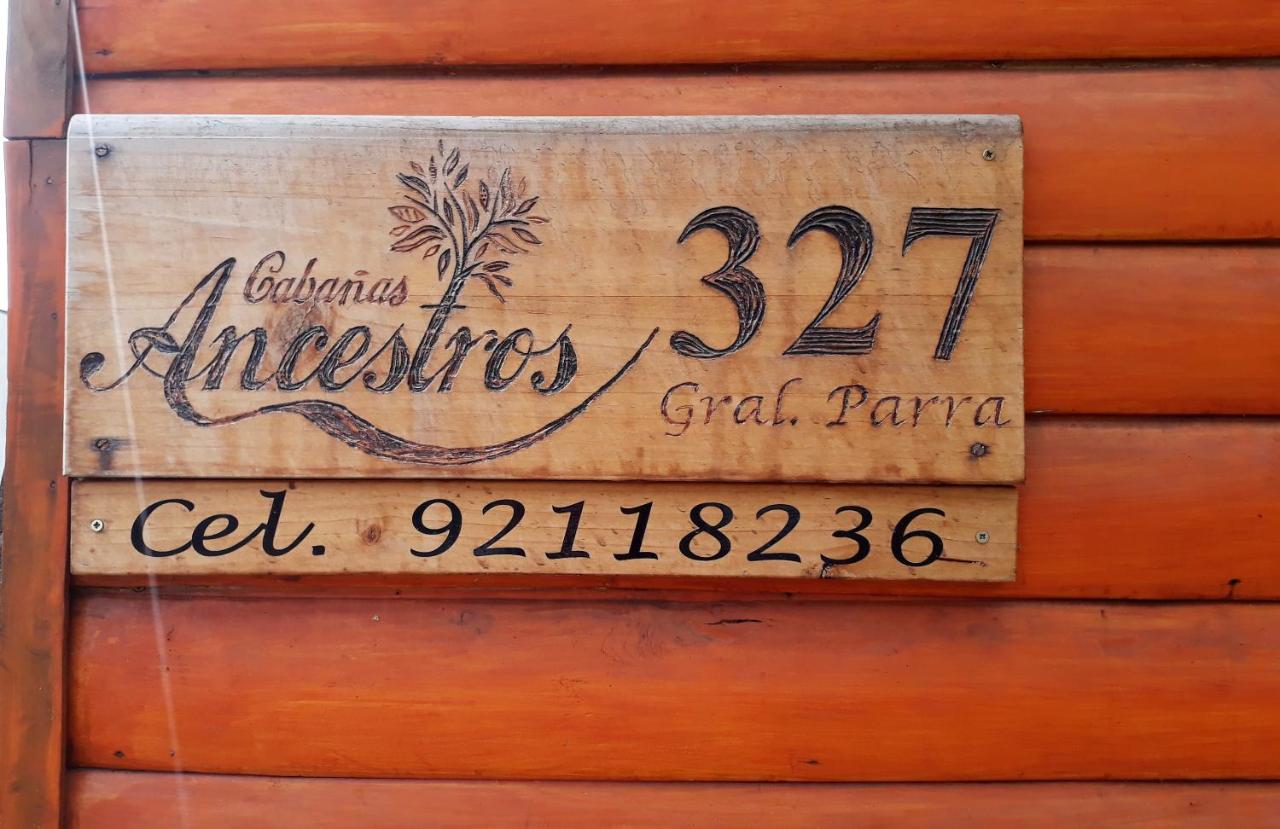 Cabañas
Ancestros
327
Gral. Parra
Cel. 92118236